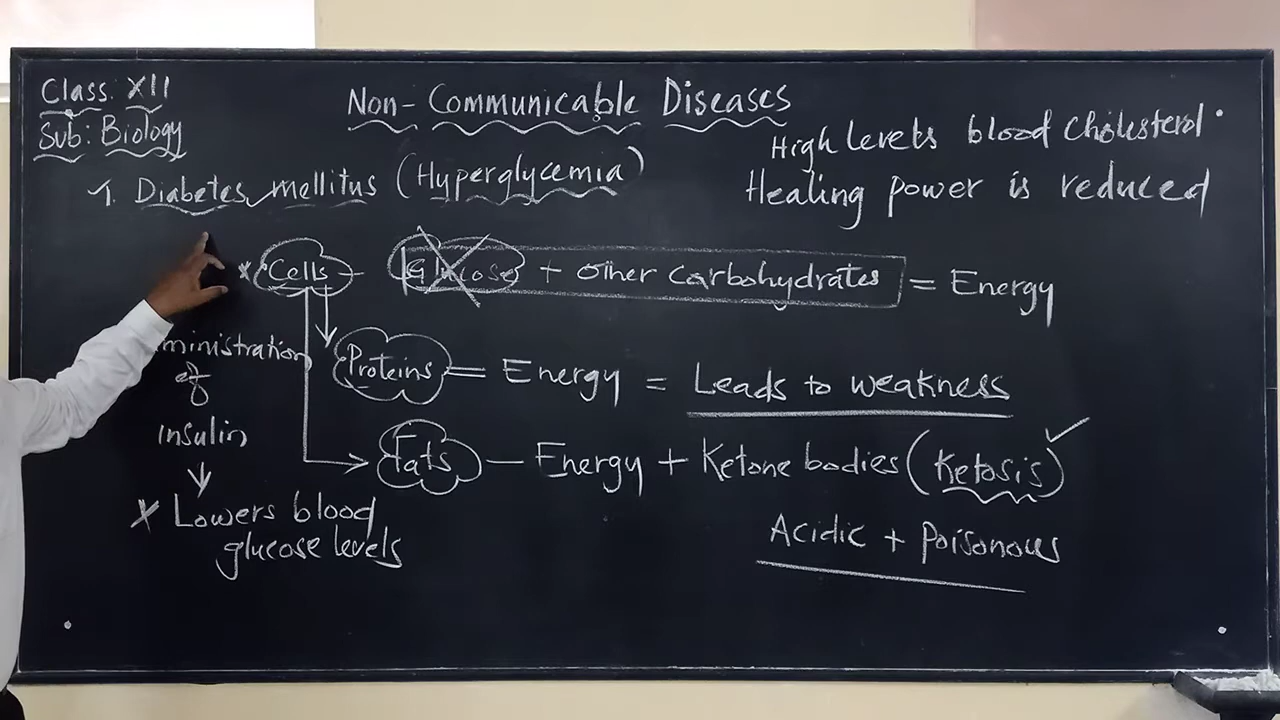 Class: XII
Sub: Biology
Non-Communicable Diseases
High levels blood cholesterol.
Healing power is reduced
1. Diabetes mellitus (Hyperglycemia)
* Cells - Glucose + other carbohydrates = Energy
Proteins = Energy = Leads to weakness
Fats - Energy + Ketone bodies (Ketosis) ✓
Acidic + Poisonous
ministration
of
insulin
↓
* Lowers blood
glucose levels